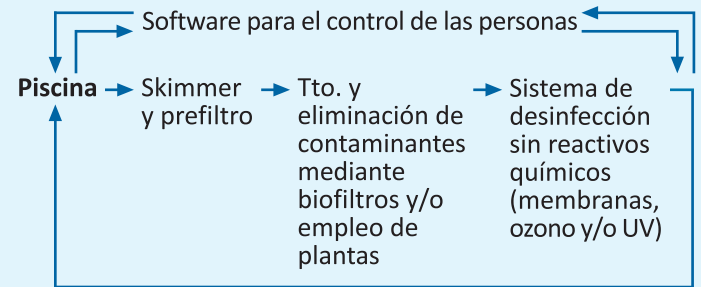 Software para el control de las personas
Piscina
Skimmer
y prefiltro
Tto. y
eliminación de
contaminantes
mediante
biofiltros y/o
empleo de
plantas
Sistema de
desinfección
sin reactivos
químicos
(membranas,
ozono y/o UV)